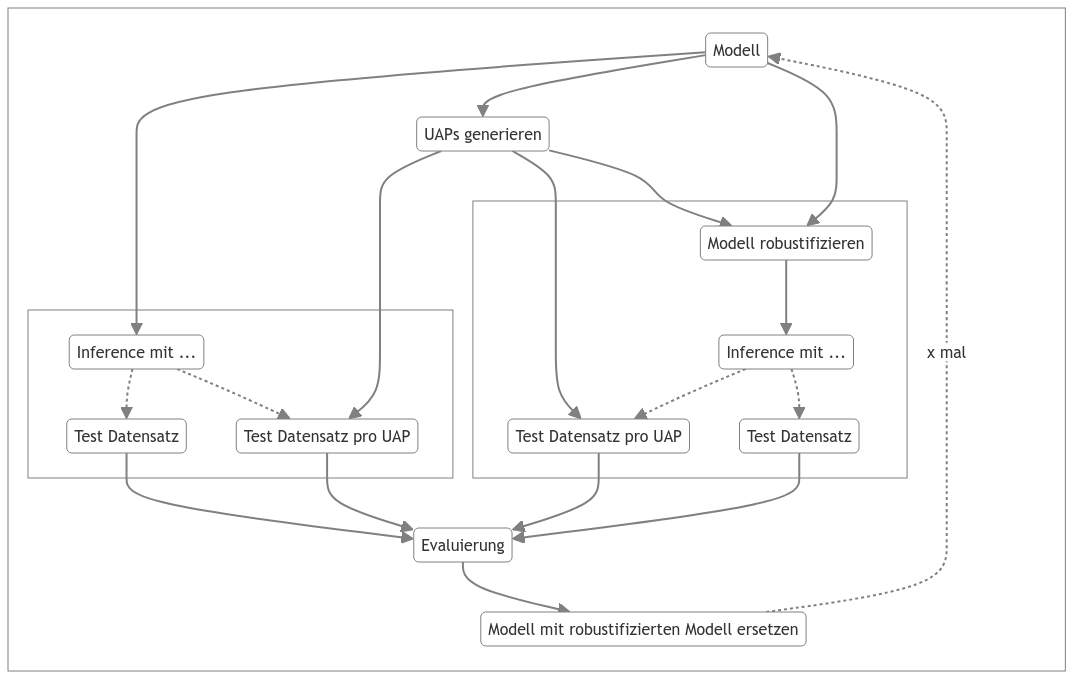 Modell
UAPs generieren
Modell robustifizieren
Inference mit ...
Inference mit ...
x mal
Test Datensatz
Test Datensatz pro UAP
Test Datensatz pro UAP
Test Datensatz
Evaluierung
Modell mit robustifizierten Modell ersetzen